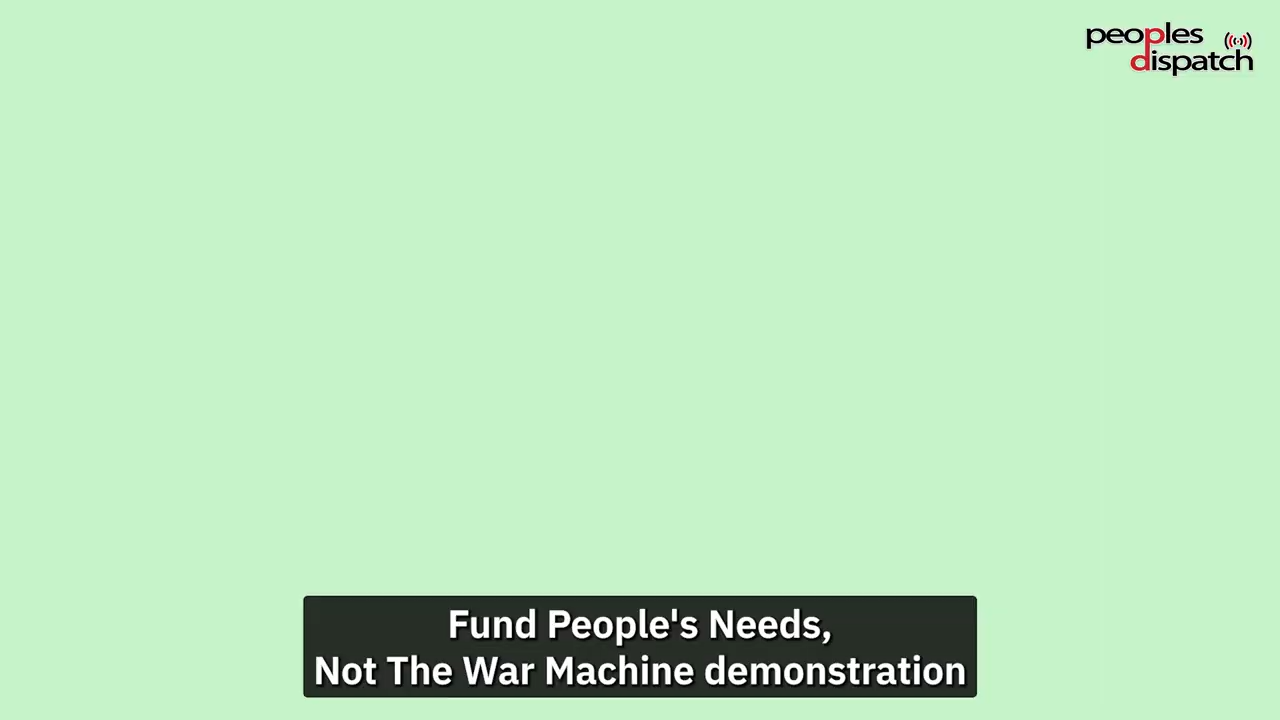 peoples
dispatch
Fund People's Needs,
Not The War Machine demonstration